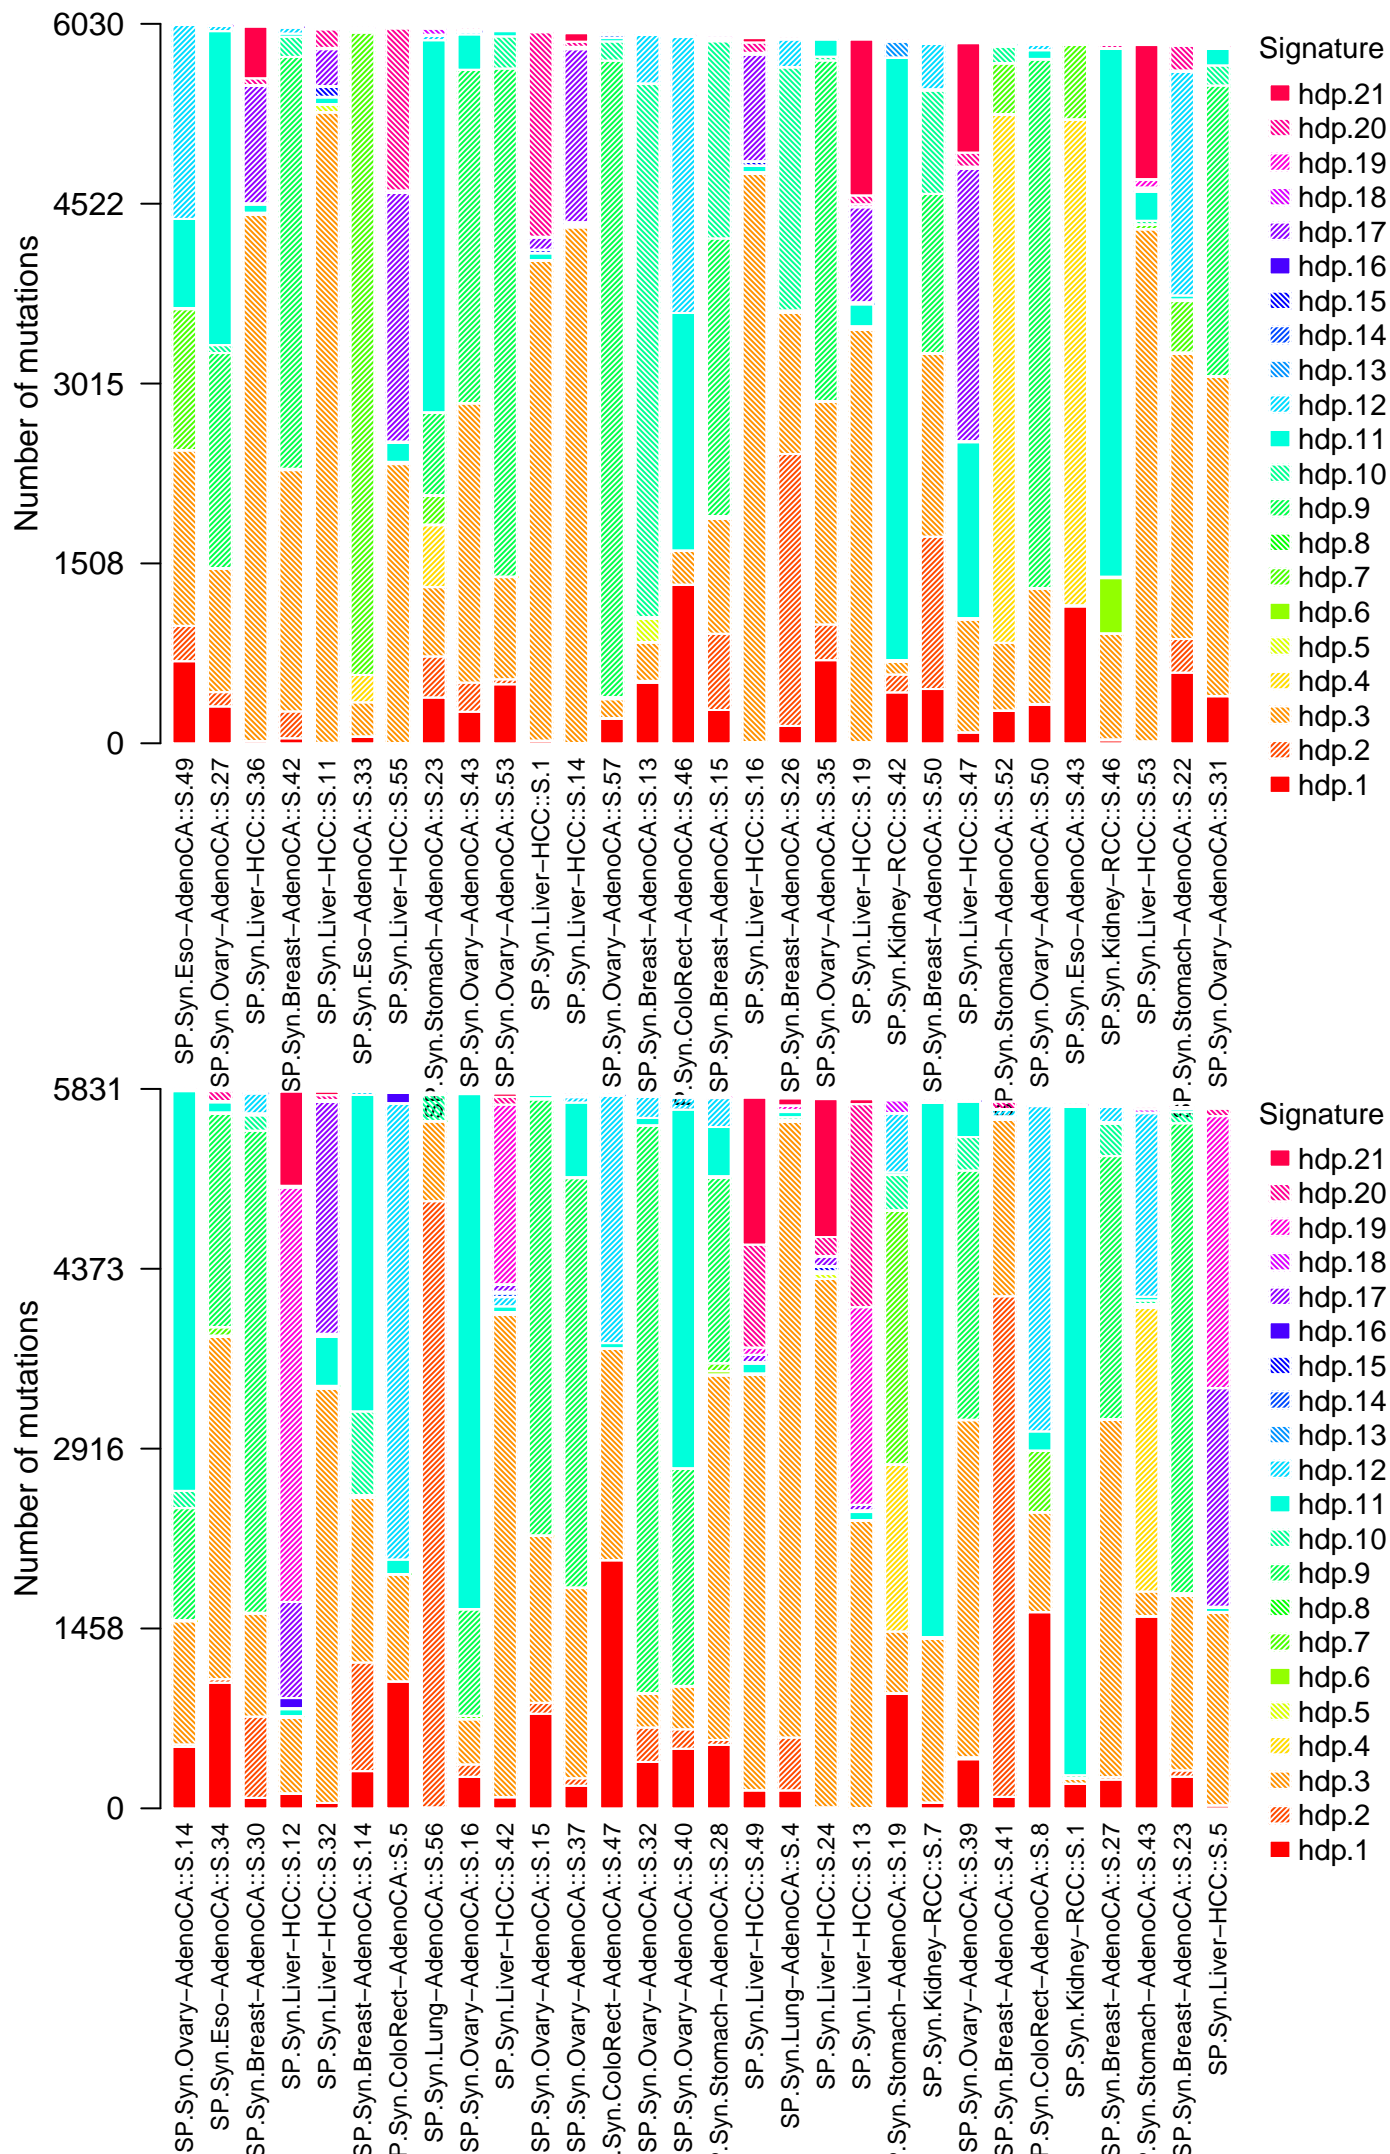 Number of mutations
6030
4522
3015
1508
0
SP.Syn.Eso−AdenoCA::S.49
SP.Syn.Ovary−AdenoCA::S.27
SP.Syn.Liver−HCC::S.36
SP.Syn.Breast−AdenoCA::S.42
SP.Syn.Liver−HCC::S.11
SP.Syn.Eso−AdenoCA::S.33
SP.Syn.Liver−HCC::S.55
SP.Syn.Stomach−AdenoCA::S.23
SP.Syn.Ovary−AdenoCA::S.43
SP.Syn.Ovary−AdenoCA::S.53
SP.Syn.Liver−HCC::S.1
SP.Syn.Liver−HCC::S.14
SP.Syn.Ovary−AdenoCA::S.57
SP.Syn.Breast−AdenoCA::S.13
SP.Syn.ColoRect−AdenoCA::S.46
SP.Syn.Breast−AdenoCA::S.15
SP.Syn.Liver−HCC::S.16
SP.Syn.Breast−AdenoCA::S.26
SP.Syn.Ovary−AdenoCA::S.35
SP.Syn.Liver−HCC::S.19
SP.Syn.Kidney−RCC::S.42
SP.Syn.Breast−AdenoCA::S.50
SP.Syn.Liver−HCC::S.47
SP.Syn.Stomach−AdenoCA::S.52
SP.Syn.Ovary−AdenoCA::S.50
SP.Syn.Eso−AdenoCA::S.43
SP.Syn.Kidney−RCC::S.46
SP.Syn.Liver−HCC::S.53
SP.Syn.Stomach−AdenoCA::S.22
SP.Syn.Ovary−AdenoCA::S.31
Signature
hdp.21
hdp.20
hdp.19
hdp.18
hdp.17
hdp.16
hdp.15
hdp.14
hdp.13
hdp.12
hdp.11
hdp.10
hdp.9
hdp.8
hdp.7
hdp.6
hdp.5
hdp.4
hdp.3
hdp.2
hdp.1
Number of mutations
5831
4373
2916
1458
0
SP.Syn.Ovary−AdenoCA::S.14
SP.Syn.Eso−AdenoCA::S.34
SP.Syn.Breast−AdenoCA::S.30
SP.Syn.Liver−HCC::S.12
SP.Syn.Liver−HCC::S.32
SP.Syn.Breast−AdenoCA::S.14
P.Syn.ColoRect−AdenoCA::S.5
SP.Syn.Lung−AdenoCA::S.56
SP.Syn.Ovary−AdenoCA::S.16
SP.Syn.Liver−HCC::S.42
SP.Syn.Ovary−AdenoCA::S.15
SP.Syn.Ovary−AdenoCA::S.37
.Syn.ColoRect−AdenoCA::S.47
SP.Syn.Ovary−AdenoCA::S.32
SP.Syn.Ovary−AdenoCA::S.40
P.Syn.Stomach−AdenoCA::S.28
SP.Syn.Liver−HCC::S.49
SP.Syn.Lung−AdenoCA::S.4
SP.Syn.Liver−HCC::S.24
SP.Syn.Liver−HCC::S.13
P.Syn.Stomach−AdenoCA::S.19
SP.Syn.Kidney−RCC::S.7
SP.Syn.Ovary−AdenoCA::S.39
SP.Syn.Breast−AdenoCA::S.41
P.Syn.ColoRect−AdenoCA::S.8
SP.Syn.Kidney−RCC::S.1
SP.Syn.Breast−AdenoCA::S.27
P.Syn.Stomach−AdenoCA::S.43
SP.Syn.Breast−AdenoCA::S.23
SP.Syn.Liver−HCC::S.5
Signature
hdp.21
hdp.20
hdp.19
hdp.18
hdp.17
hdp.16
hdp.15
hdp.14
hdp.13
hdp.12
hdp.11
hdp.10
hdp.9
hdp.8
hdp.7
hdp.6
hdp.5
hdp.4
hdp.3
hdp.2
hdp.1